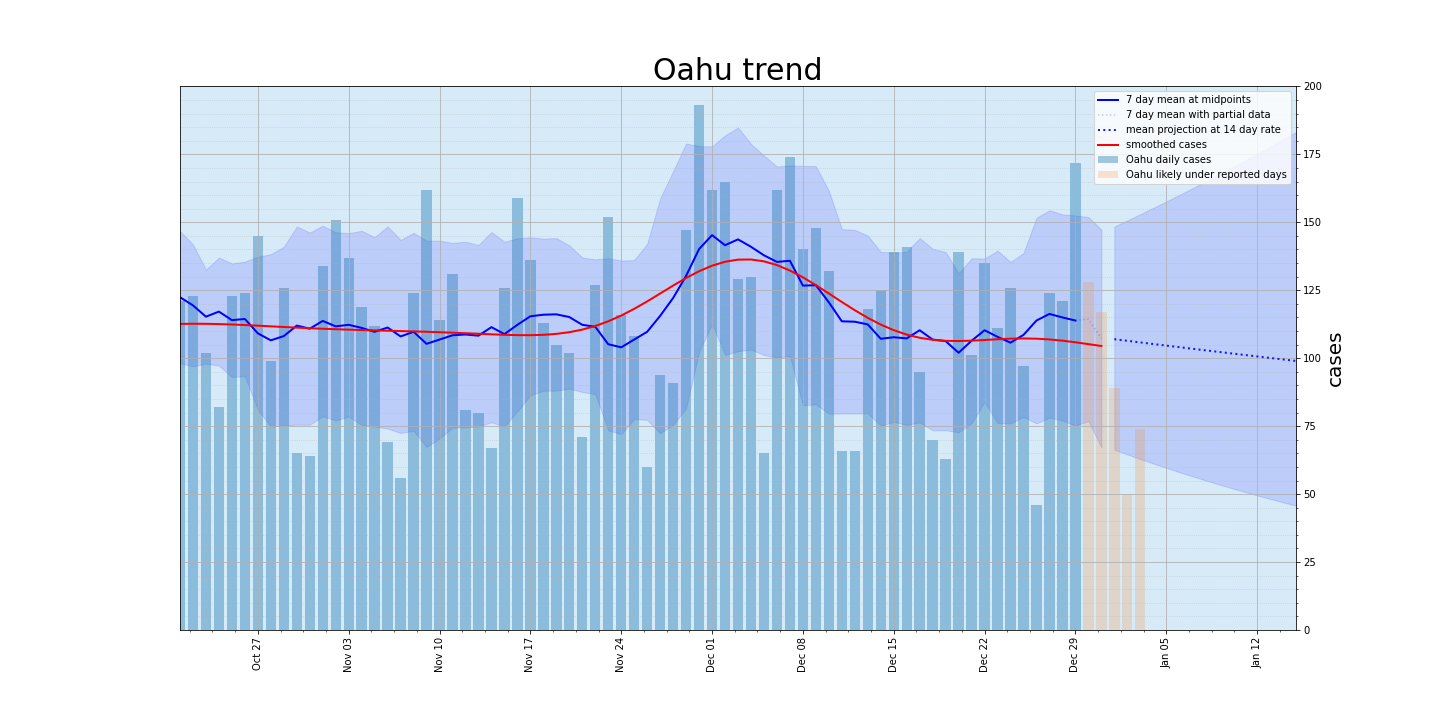 Oahu trend
7 day mean at midpoints
7 day mean with partial data
mean projection at 14 day rate
smoothed cases
Oahu daily cases
Oahu likely under reported days
200
175
150
125
100
75
50
25
0
cases
Oct 27
Nov 03
Nov 10
Nov 17
Nov 24
Dec 01
Dec 08
Dec 15
Dec 22
Dec 29
Jan 05
Jan 12